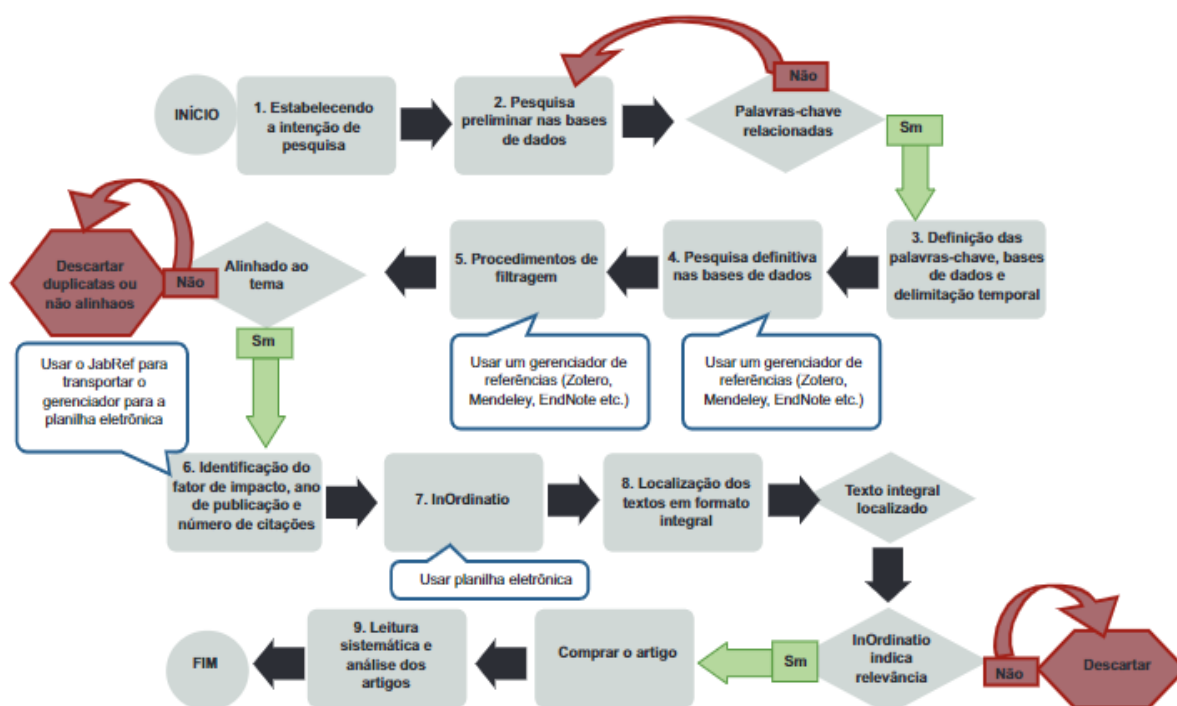 INÍCIO
1. Estabelecendo
a intenção de
pesquisa
2. Pesquisa
preliminar nas bases
de dados
Não
Palavras-chave
relacionadas
Sm
3. Definição das
palavras-chave, bases
de dados e
delimitação temporal
4. Pesquisa definitiva
nas bases de dados
5. Procedimentos de
filtragem
Alinhado ao
tema
Não
Descartar
duplicatas ou
não alinhaos
Sm
Usar um gerenciador de
referências (Zotero,
Mendeley, EndNote etc.)
Usar um gerenciador de
referências (Zotero,
Mendeley, EndNote etc.)
Usar o JabRef para
transportar o
gerenciador para a
planilha eletrônica
6. Identificação do
fator de impacto, ano
de publicação e
número de citações
7. InOrdinatio
Usar planilha eletrônica
8. Localização dos
textos em formato
integral
Texto integral
localizado
InOrdinatio
indica
relevância
Não
Descartar
Sm
Comprar o artigo
9. Leitura
sistemática e
análise dos
artigos
FIM